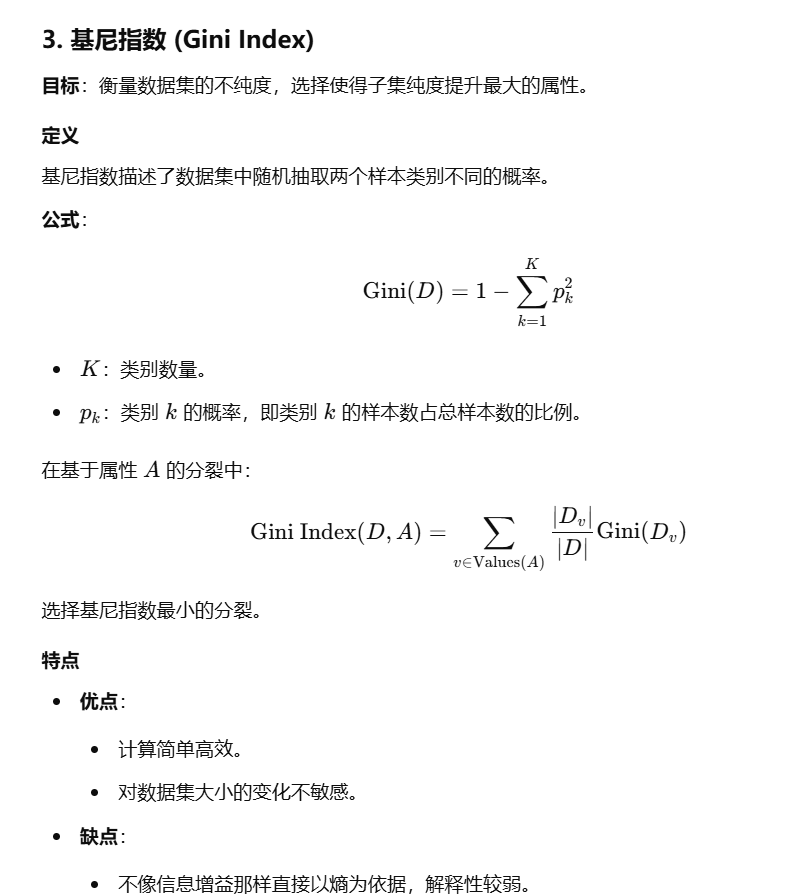 3. 基尼指数 (Gini Index)
目标：衡量数据集的不纯度，选择使得子集纯度提升最大的属性。
定义
基尼指数描述了数据集中随机抽取两个样本类别不同的概率。
公式：
Gini(D) = 1 − ∑_{k=1}^{K} p_k^2
• K：类别数量。
• p_k：类别 k 的概率，即类别 k 的样本数占总样本数的比例。
在基于属性 A 的分裂中：
Gini Index(D, A) = ∑_{v∈Values(A)} |D_v|/|D| Gini(D_v)
选择基尼指数最小的分裂。
特点
• 优点：
• 计算简单高效。
• 对数据集大小的变化不敏感。
• 缺点：
• 不像信息增益那样直接以熵为依据，解释性较弱。